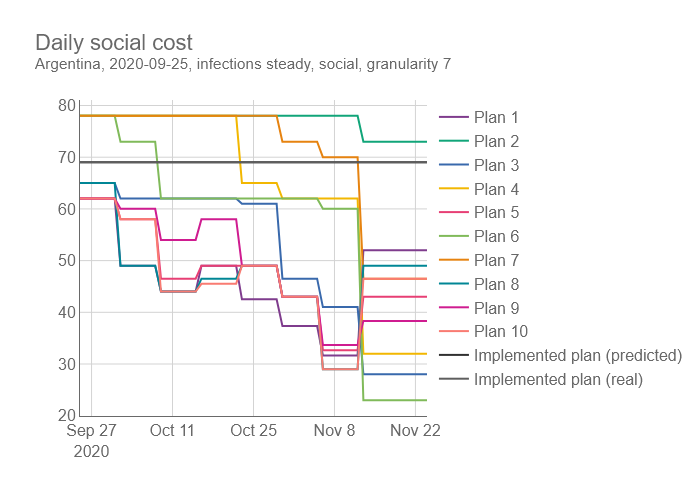 Daily social cost
Argentina, 2020-09-25, infections steady, social, granularity 7
80
70
60
50
40
30
20
Sep 27
2020
Oct 11
Oct 25
Nov 8
Nov 22
Plan 1
Plan 2
Plan 3
Plan 4
Plan 5
Plan 6
Plan 7
Plan 8
Plan 9
Plan 10
Implemented plan (predicted)
Implemented plan (real)